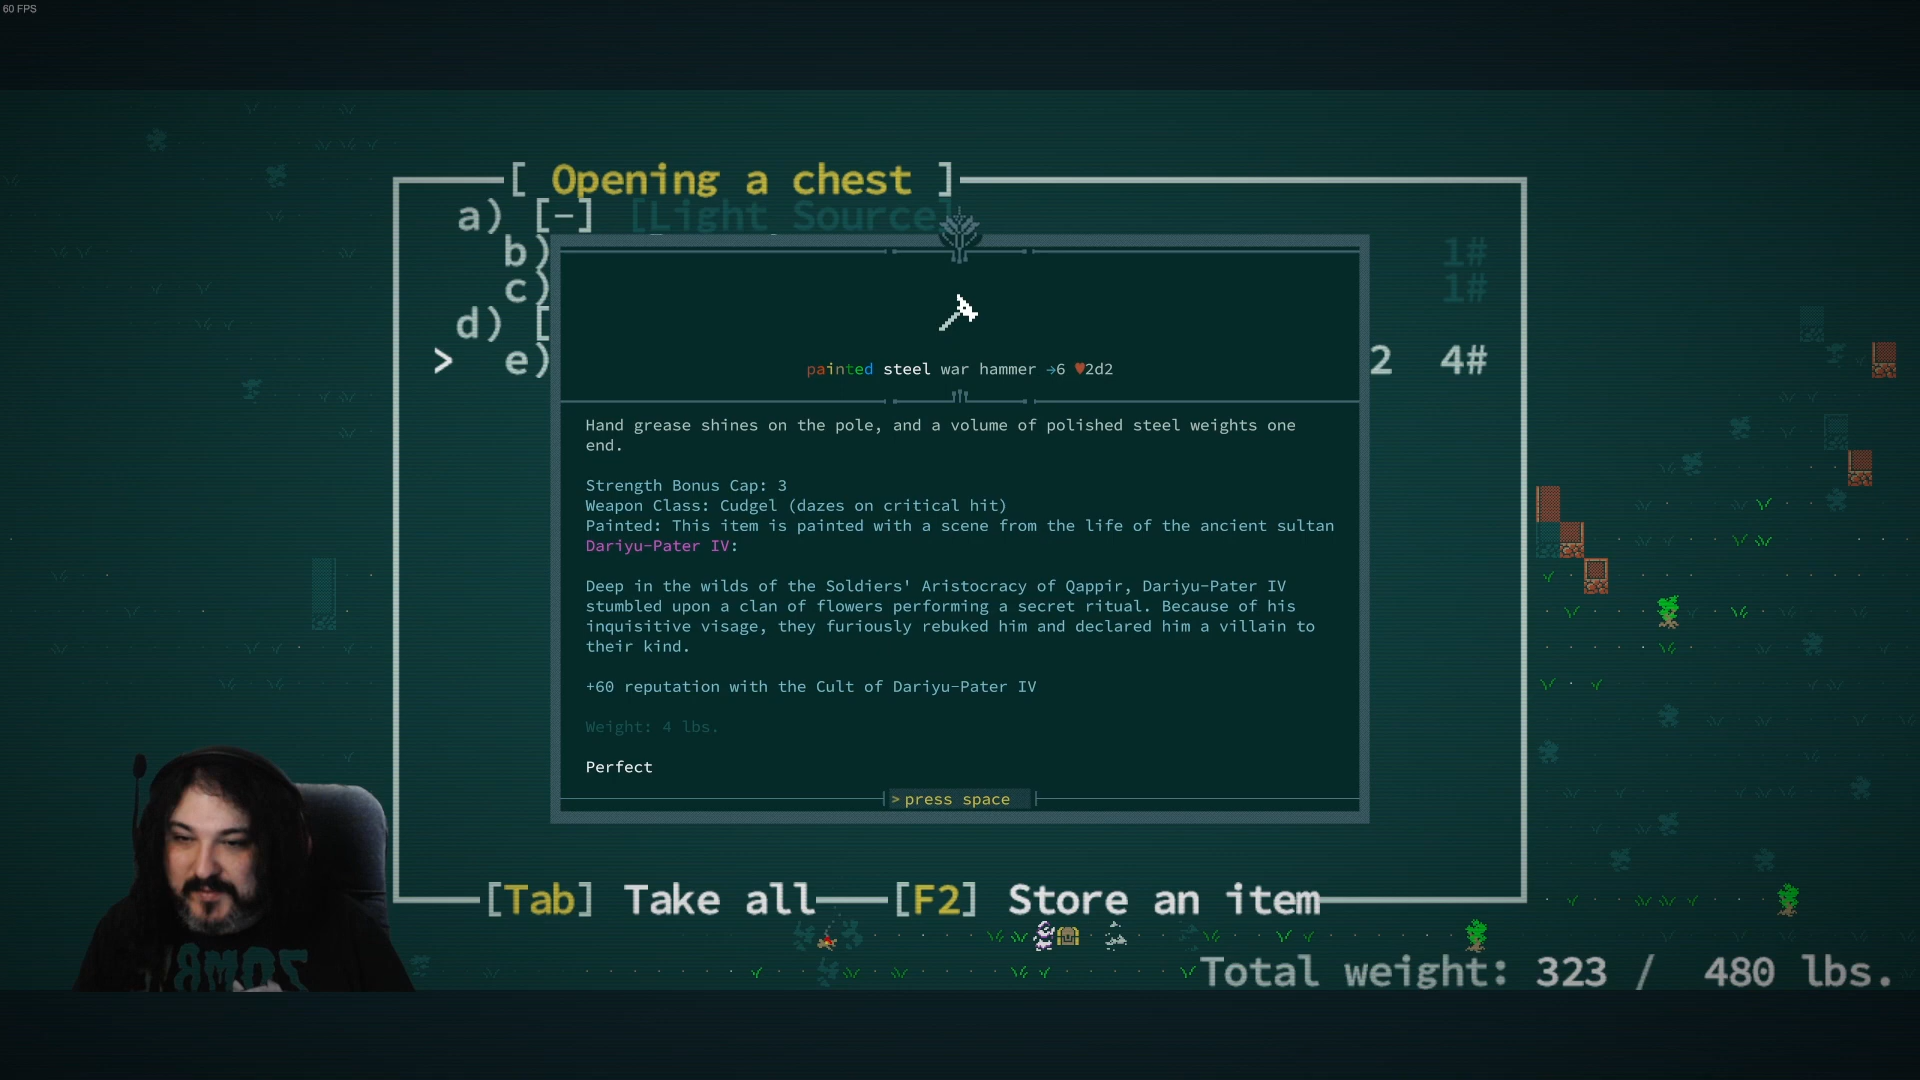 60 FPS
[ Opening a chest ]
a) [-] [Light Source]
b) 1#
c) 1#
d) [
> e) 2 4#
painted steel war hammer →6 ♥2d2
Hand grease shines on the pole, and a volume of polished steel weights one
end.
Strength Bonus Cap: 3
Weapon Class: Cudgel (dazes on critical hit)
Painted: This item is painted with a scene from the life of the ancient sultan
Dariyu-Pater IV:
Deep in the wilds of the Soldiers' Aristocracy of Qappir, Dariyu-Pater IV
stumbled upon a clan of flowers performing a secret ritual. Because of his
inquisitive visage, they furiously rebuked him and declared him a villain to
their kind.
+60 reputation with the Cult of Dariyu-Pater IV
Weight: 4 lbs.
Perfect
> press space
[Tab] Take all [F2] Store an item
Total weight: 323 / 480 lbs.